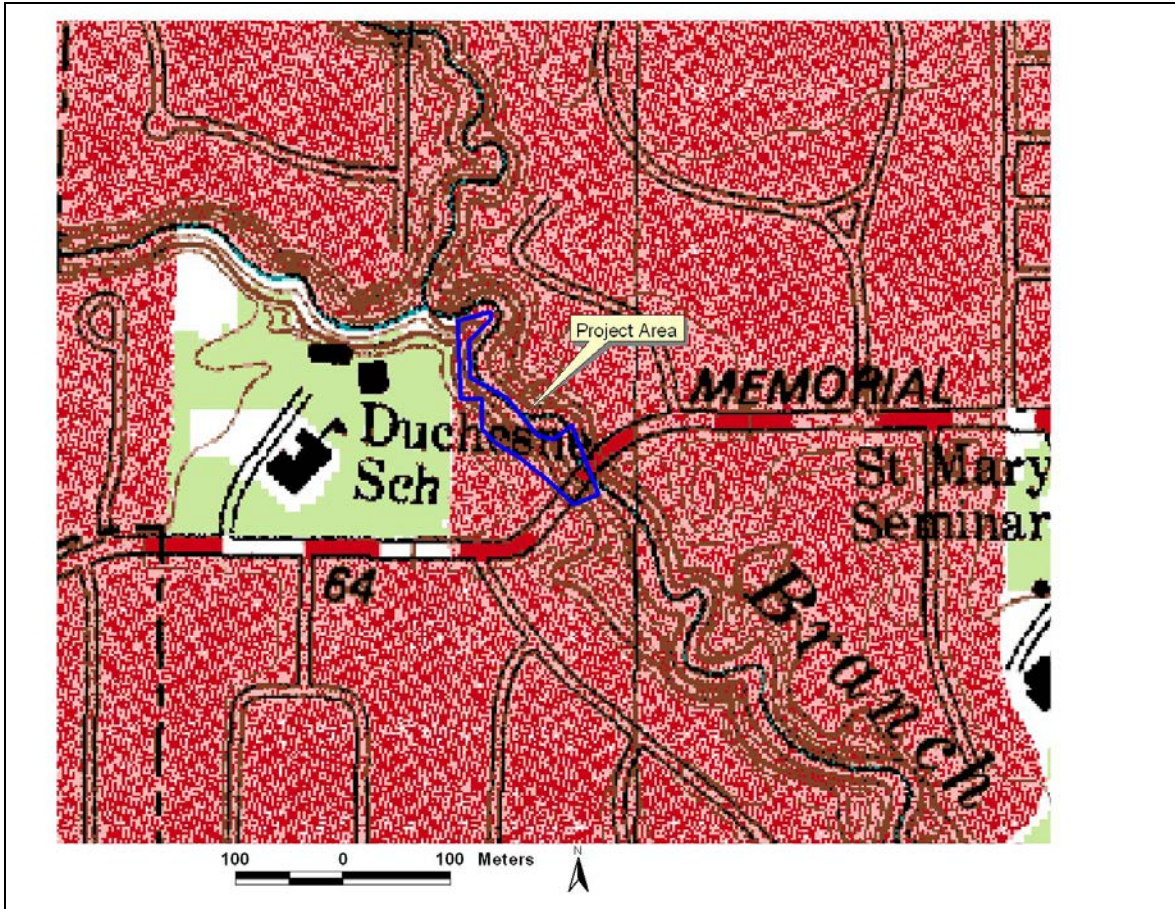 Project Area
MEMORIAL
Duchesne
Sch
St Mary
Seminar
64
Branch
100 0 100 Meters
N